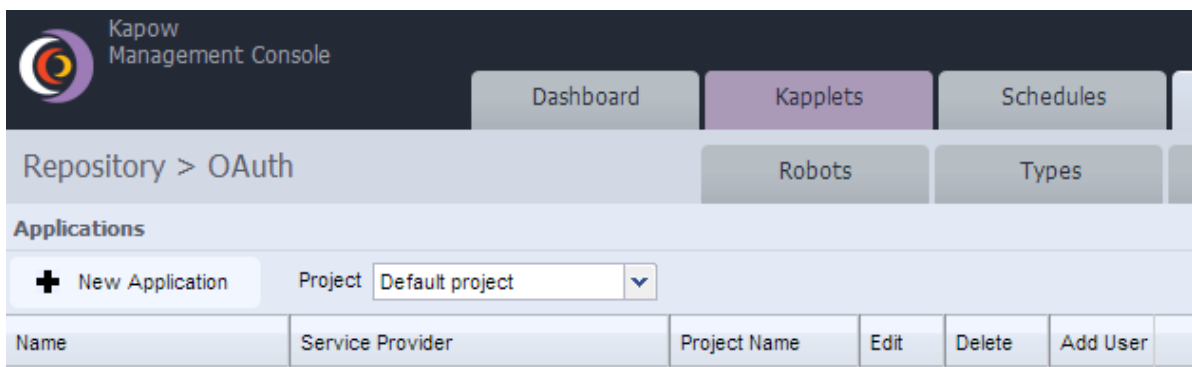 Kapow
Management Console
Dashboard Kapplets Schedules
Repository > OAuth Robots Types
Applications
New Application Project Default project
Name Service Provider Project Name Edit Delete Add User